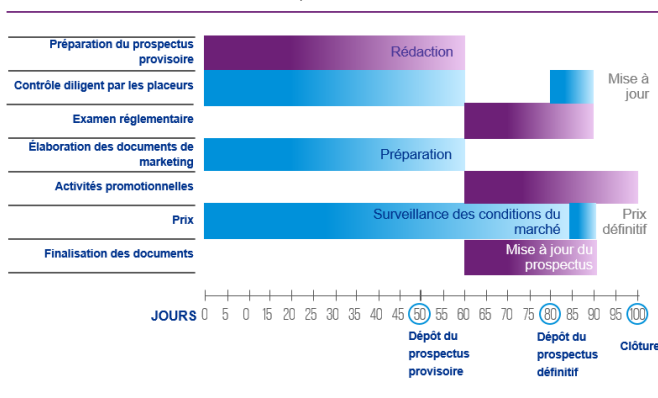 Préparation du prospectus
provisoire
Rédaction
Contrôle diligent par les placeurs
Mise à
jour
Examen réglementaire
Élaboration des documents de
marketing
Préparation
Activités promotionnelles
Prix
Surveillance des conditions du
marché
Prix
définitif
Finalisation des documents
Mise à jour du
prospectus
JOURS 0 5 0 15 20 25 30 35 40 45 50 55 60 65 70 75 80 85 90 95 100
Dépôt du
prospectus
provisoire
Dépôt du
prospectus
définitif
Clôture